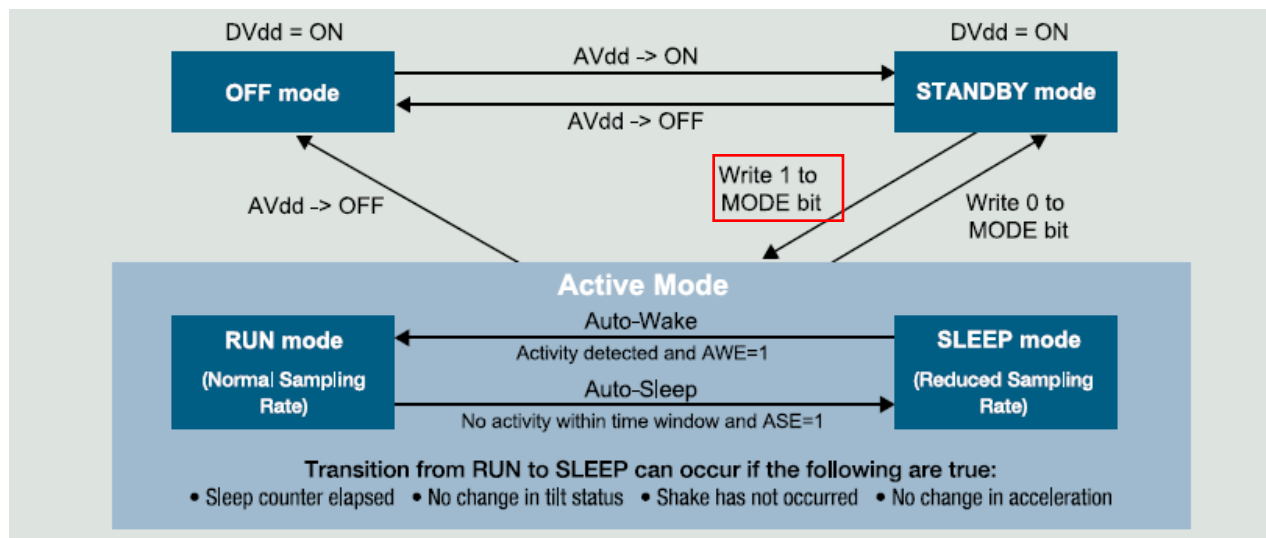 DVdd = ON
DVdd = ON
OFF mode
AVdd -> ON
AVdd -> OFF
STANDBY mode
AVdd -> OFF
Write 1 to
MODE bit
Write 0 to
MODE bit
Active Mode
RUN mode
(Normal Sampling
Rate)
Auto-Wake
Activity detected and AWE=1
Auto-Sleep
No activity within time window and ASE=1
SLEEP mode
(Reduced Sampling
Rate)
Transition from RUN to SLEEP can occur if the following are true:
• Sleep counter elapsed • No change in tilt status • Shake has not occurred • No change in acceleration